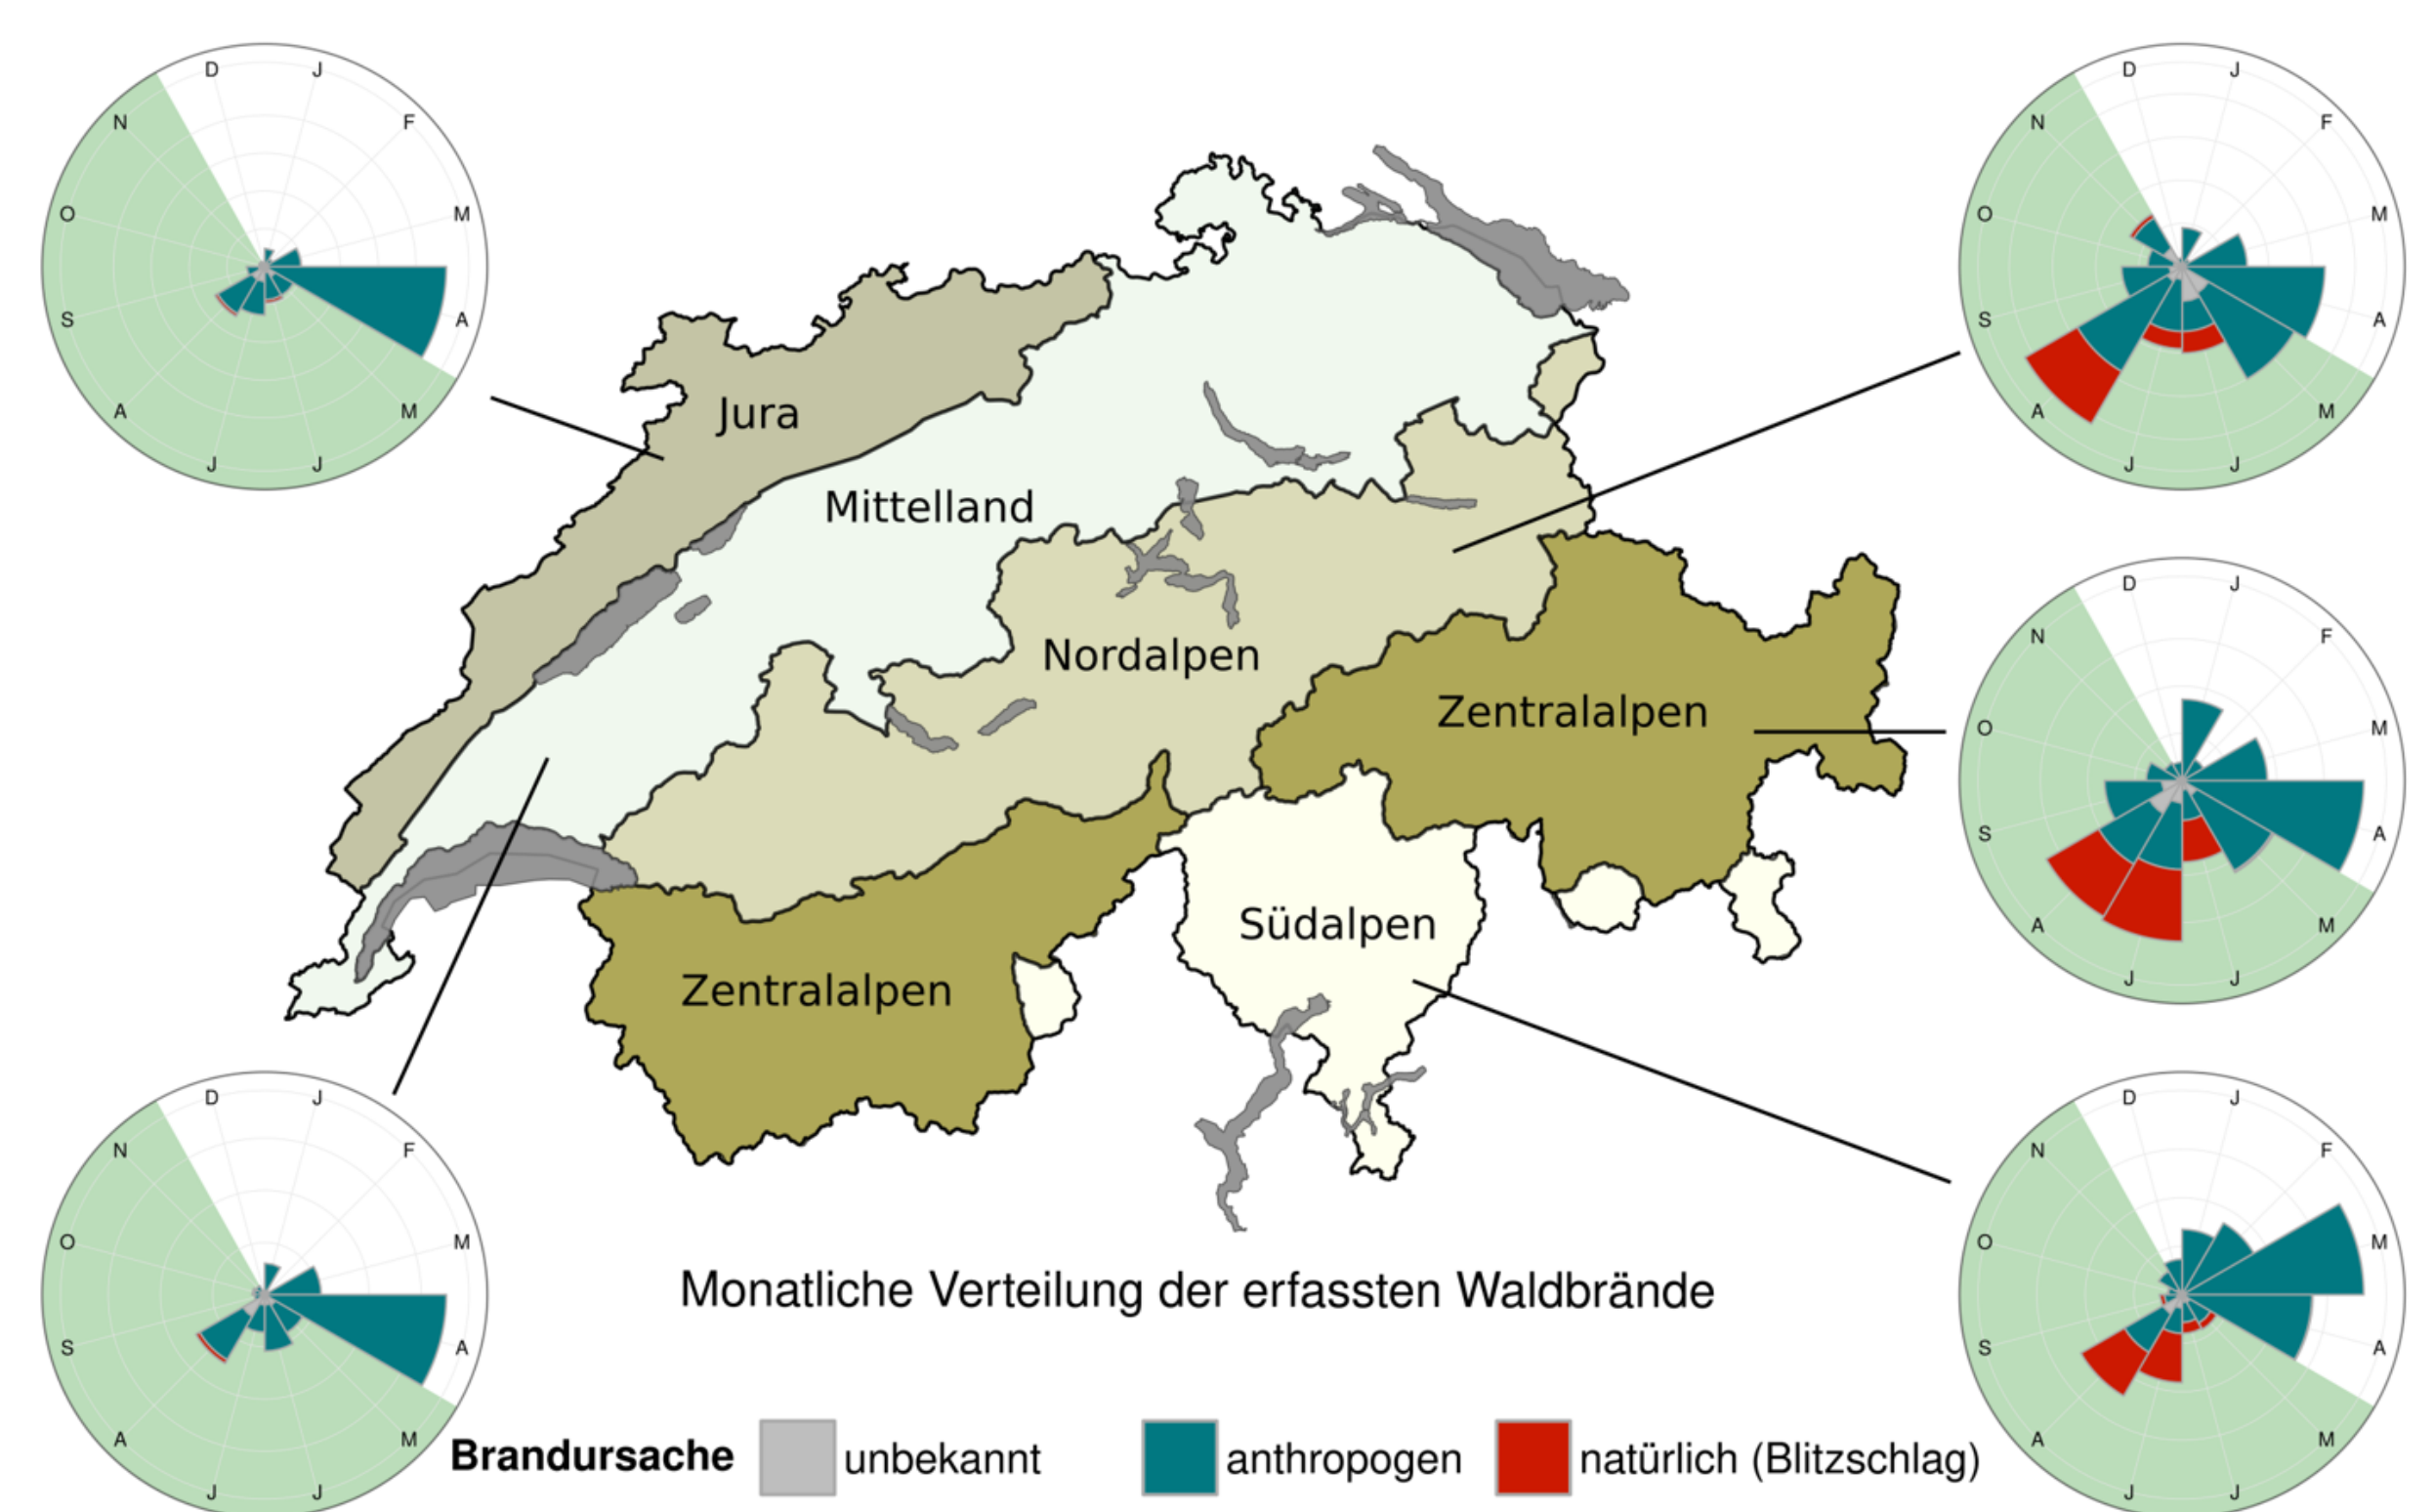 D J
N F
O M
S A
A M
J J
D J
N F
O M
S A
A M
J J
Jura
Mittelland
Nordalpen
Zentralalpen
D J
N F
O M
S A
A M
J J
Südalpen
Zentralalpen
D J
N F
O M
S A
A M
J J
D J
N F
O M
S A
A M
J J
Monatliche Verteilung der erfassten Waldbrände
Brandursache unbekannt anthropogen natürlich (Blitzschlag)